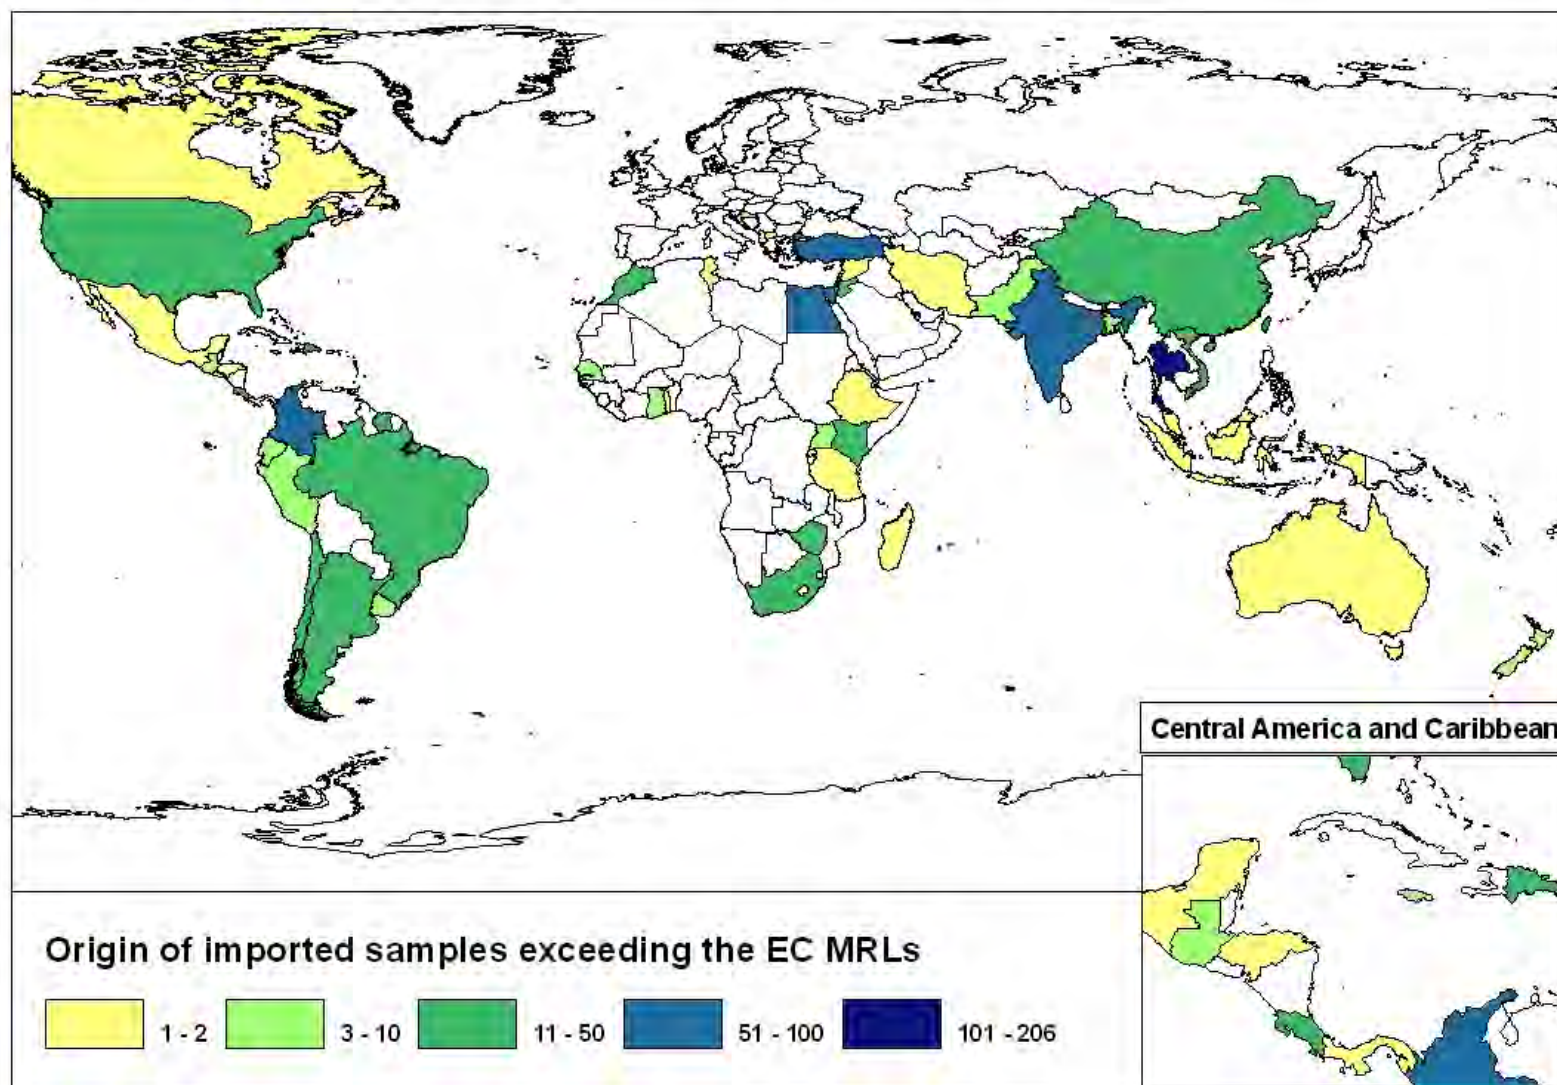 Central America and Caribbean
Origin of imported samples exceeding the EC MRLs
1 - 2
3 - 10
11 - 50
51 - 100
101 - 206